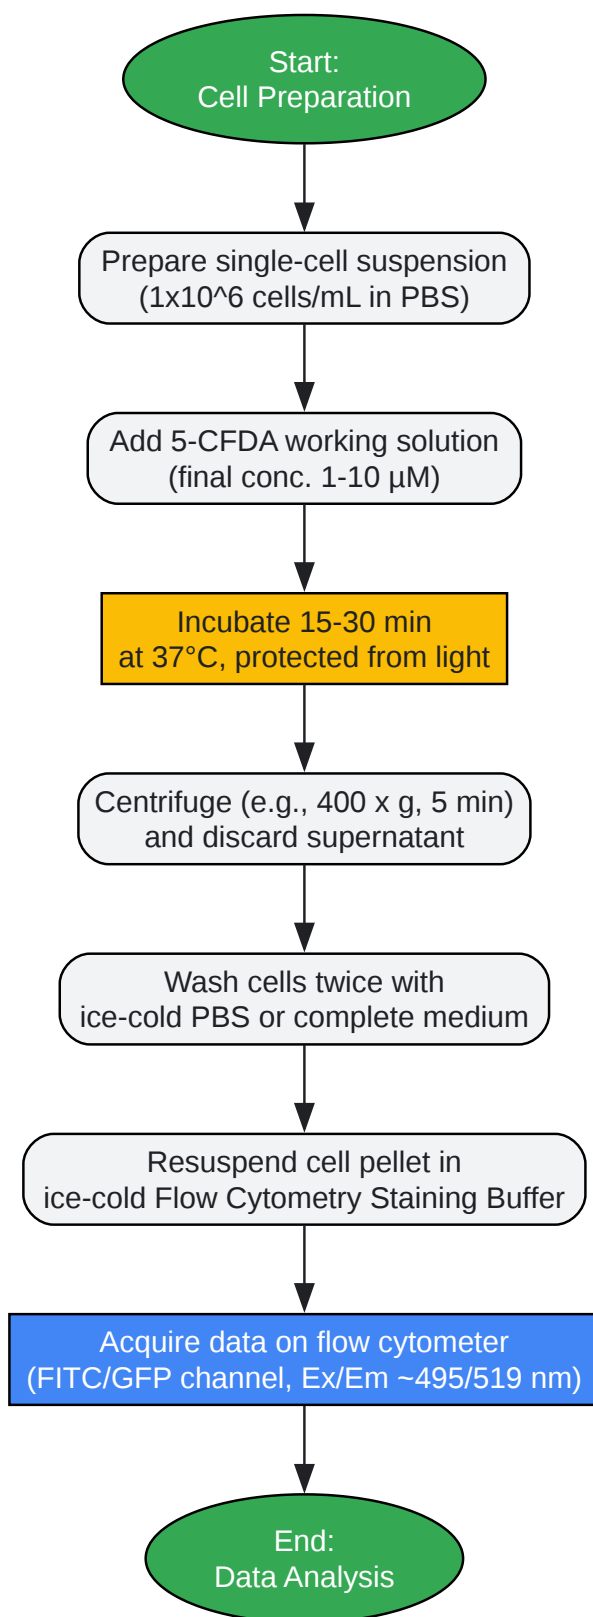 Start:
Cell Preparation
Prepare single-cell suspension
(1x10^6 cells/mL in PBS)
Add 5-CFDA working solution
(final conc. 1-10 µM)
Incubate 15-30 min
at 37°C, protected from light
Centrifuge (e.g., 400 x g, 5 min)
and discard supernatant
Wash cells twice with
ice-cold PBS or complete medium
Resuspend cell pellet in
ice-cold Flow Cytometry Staining Buffer
Acquire data on flow cytometer
(FITC/GFP channel, Ex/Em ~495/519 nm)
End:
Data Analysis